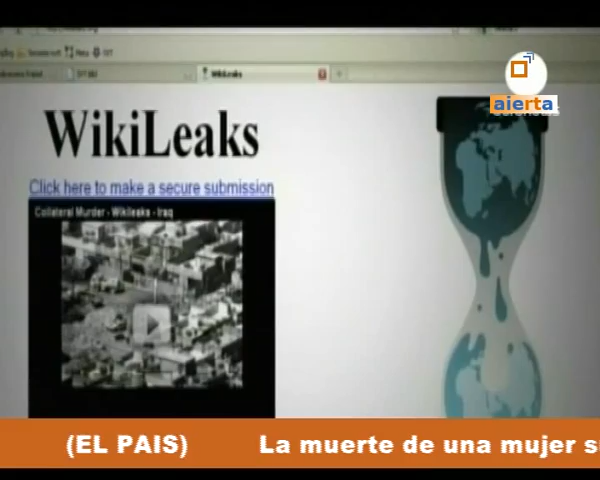 WikiLeaks
aierta
WikiLeaks
Click here to make a secure submission
Collateral Murder - Wikileaks - Iraq
(EL PAIS) La muerte de una mujer s